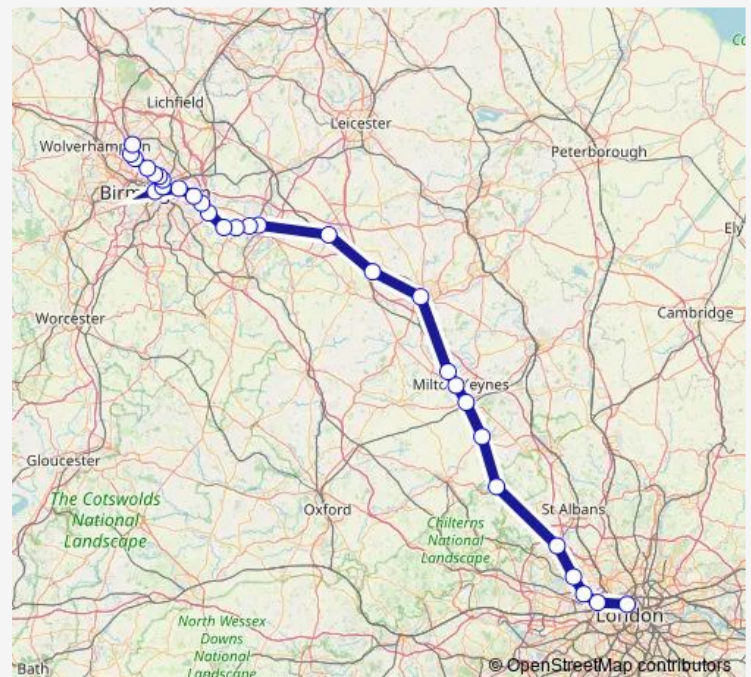 Lichfield
Leicester
Peterborough
Ely
Worcester
Cambridge
Gloucester
The Cotswolds
National
Landscape
Oxford
Chilterns
National
Landscape
St Albans
North Wessex
Downs
National
Landscape
London
Bath
© OpenStreetMap contributors